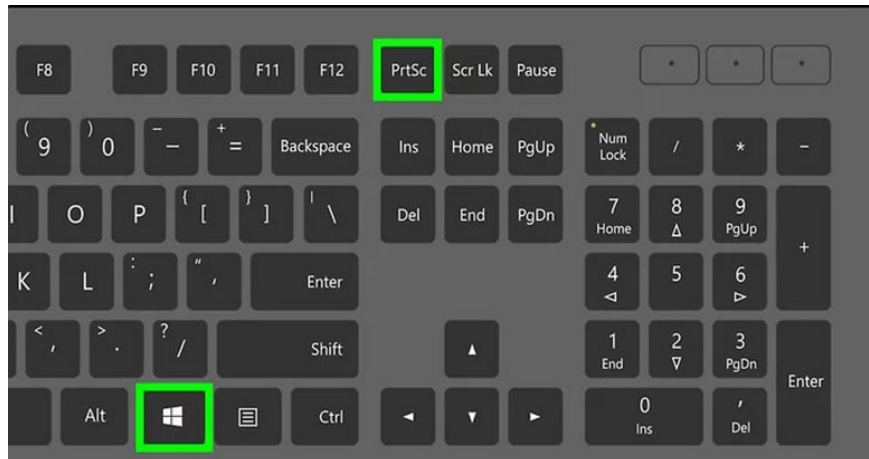 F8 F9 F10 F11 F12 PrtSc Scr Lk Pause
( 9 ) 0 – – + = Backspace Ins Home PgUp Num Lock / * –
I O P { [ } ] | \ Del End PgDn 7 Home 8 9 PgUp +
K L : ; " ' Enter 4 5 6
< , > . ? / Shift 1 End 2 3 PgDn Enter
Alt Ctrl 0 Ins , Del